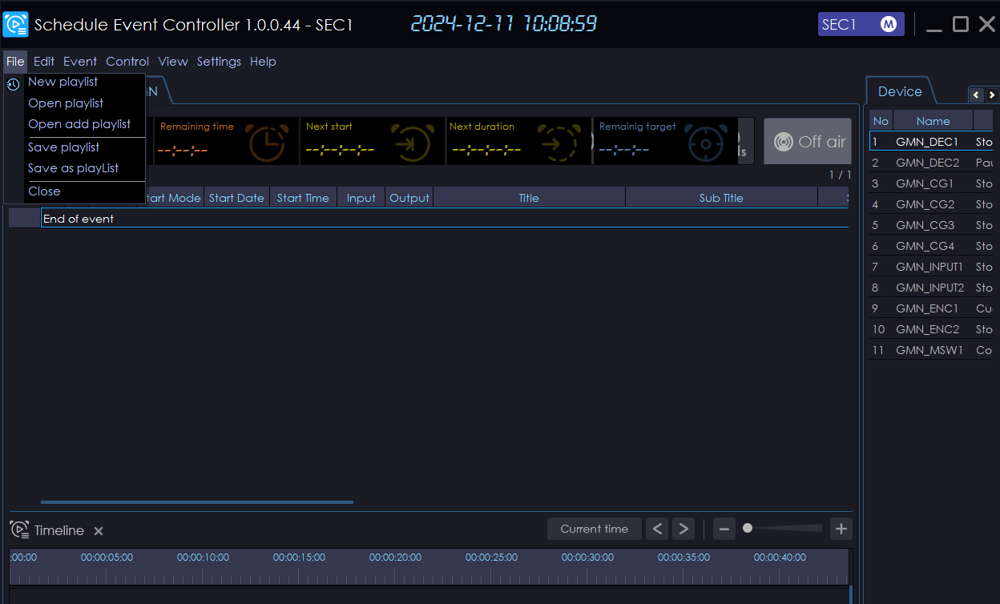 Schedule Event Controller 1.0.0.44 - SEC1
2024-12-11 10:08:59
SEC1 M
File Edit Event Control View Settings Help
New playlist
Open playlist
Open add playlist
Save playlist
Save as playList
Close
Remaining time
--:--:--
Next start
--:--:--:--
Next duration
--:--:--:--
Remainig target
--:--:--
Off air
1 / 1
tart Mode Start Date Start Time Input Output Title Sub Title
End of event
Device
No Name
1 GMN_DEC1 Sto
2 GMN_DEC2 Pau
3 GMN_CG1 Sto
4 GMN_CG2 Sto
5 GMN_CG3 Sto
6 GMN_CG4 Sto
7 GMN_INPUT1 Sto
8 GMN_INPUT2 Sto
9 GMN_ENC1 Cu
10 GMN_ENC2 Sto
11 GMN_MSW1 Co
Timeline
Current time
:00:00 00:00:05:00 00:00:10:00 00:00:15:00 00:00:20:00 00:00:25:00 00:00:30:00 00:00:35:00 00:00:40:00